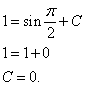 1 = sin π/2 + C
1 = 1 + 0
C = 0.